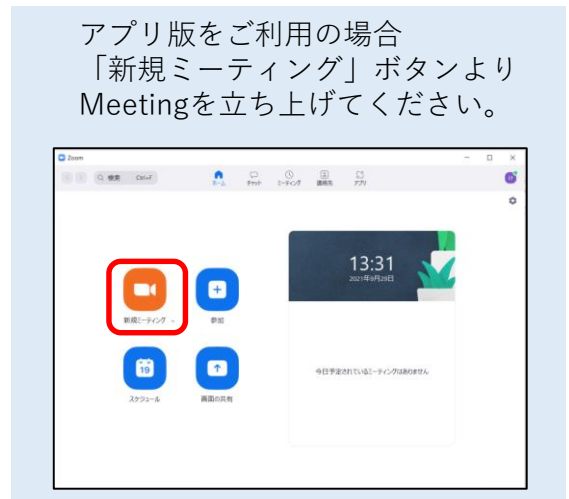 アプリ版をご利用の場合
「新規ミーティング」ボタンより
Meetingを立ち上げてください。
Zoom
検索 Ctrl+F
ホーム
チャット
ミーティング
連絡先
アプリ
13:31
2021年9月29日
新規ミーティング
参加
19
スケジュール
画面の共有
今日予定されているミーティングはありません